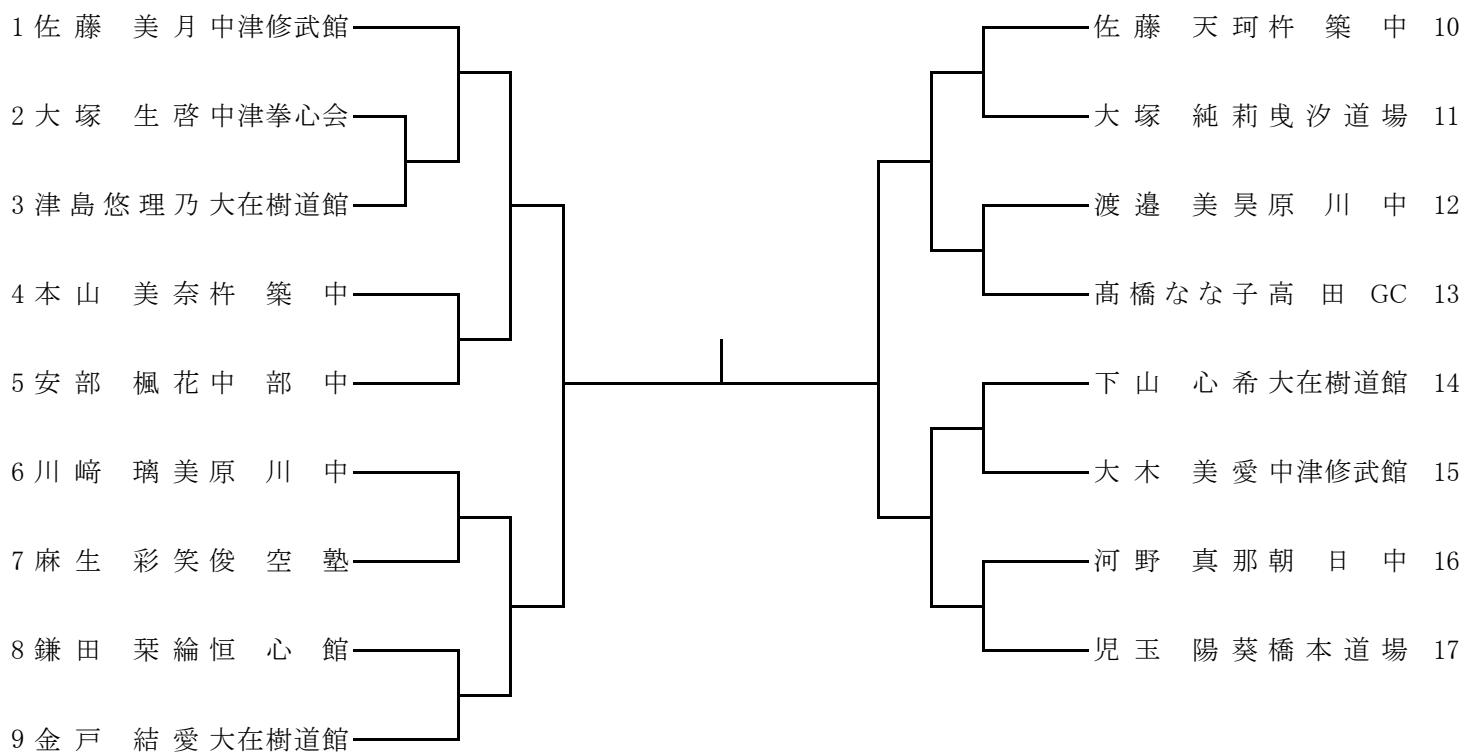 1 佐藤 美月 中津修武館
2 大塚 生啓 中津拳心会
3 津島悠理乃 大在樹道館
4 本山 美奈 杵築中
5 安部 楓花 中部中
6 川﨑 璃美 原川中
7 麻生 彩笑 俊空塾
8 鎌田 栞綸 恒心館
9 金戸 結愛 大在樹道館
佐藤 天珂 杵築中 10
大塚 純莉 曵汐道場 11
渡邉 美昊 原川中 12
髙橋なな子 高田GC 13
下山 心希 大在樹道館 14
大木 美愛 中津修武館 15
河野 真那 朝日中 16
児玉 陽葵 橋本道場 17